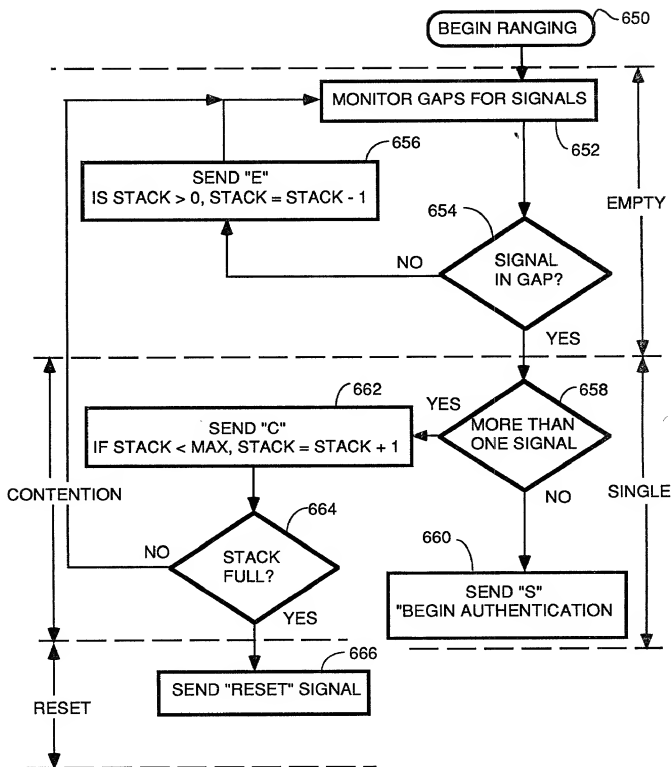 BEGIN RANGING
650
MONITOR GAPS FOR SIGNALS
652
656
SEND "E"
IS STACK > 0, STACK = STACK - 1
EMPTY
654
SIGNAL
IN GAP?
NO
YES
658
YES
MORE THAN
ONE SIGNAL
NO
SINGLE
662
SEND "C"
IF STACK < MAX, STACK = STACK + 1
CONTENTION
664
STACK
FULL?
NO
YES
660
SEND "S"
"BEGIN AUTHENTICATION
666
SEND "RESET" SIGNAL
RESET